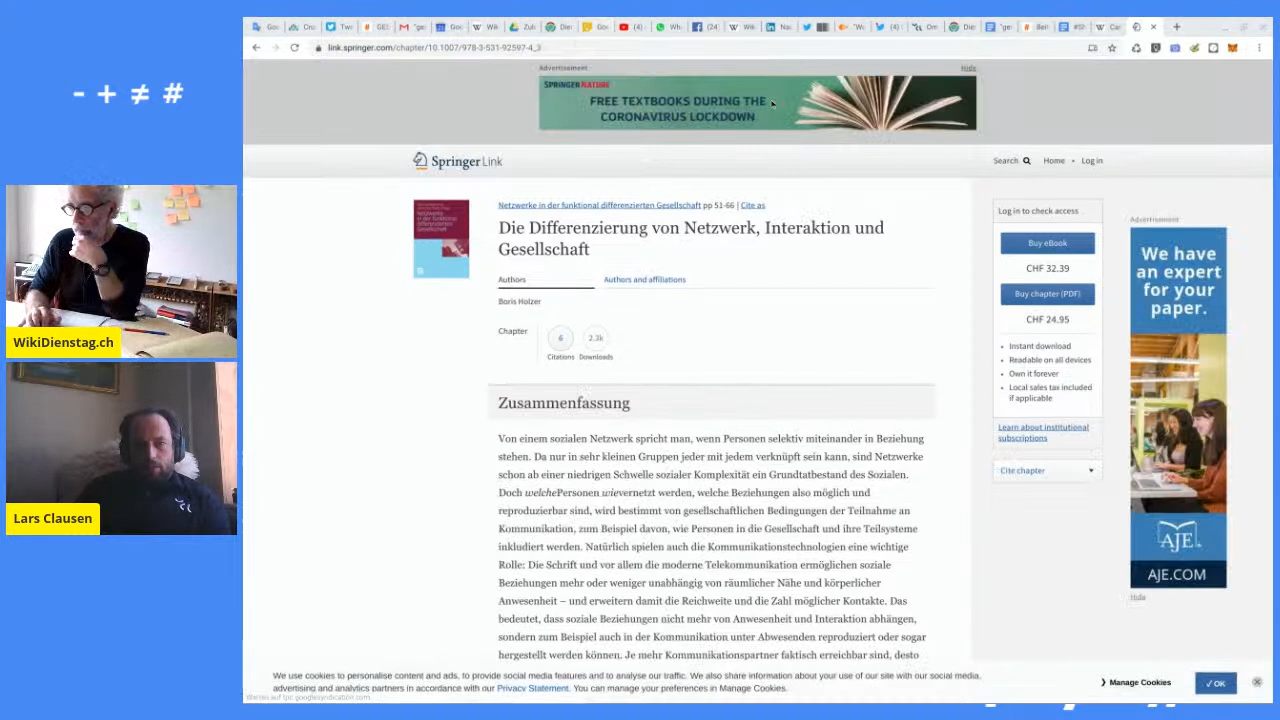 - + ≠ #
WikiDienstag.ch
Lars Clausen
link.springer.com/chapter/10.1007/978-3-531-92597-4_3
Advertisement
Hide
SPRINGER NATURE
FREE TEXTBOOKS DURING THE
CORONAVIRUS LOCKDOWN
Springer Link
Search
Home • Log in
Netzwerke in der funktional differenzierten Gesellschaft pp 51-66 | Cite as
Die Differenzierung von Netzwerk, Interaktion und
Gesellschaft
Authors
Authors and affiliations
Boris Holzer
Chapter
6
Citations
2.3k
Downloads
Zusammenfassung
Von einem sozialen Netzwerk spricht man, wenn Personen selektiv miteinander in Beziehung
stehen. Da nur in sehr kleinen Gruppen jeder mit jedem verknüpft sein kann, sind Netzwerke
schon ab einer niedrigen Schwelle sozialer Komplexität ein Grundtatbestand des Sozialen.
Doch welchePersonen wievernetzt werden, welche Beziehungen also möglich und
reproduzierbar sind, wird bestimmt von gesellschaftlichen Bedingungen der Teilnahme an
Kommunikation, zum Beispiel davon, wie Personen in die Gesellschaft und ihre Teilsysteme
inkludiert werden. Natürlich spielen auch die Kommunikationstechnologien eine wichtige
Rolle: Die Schrift und vor allem die moderne Telekommunikation ermöglichen soziale
Beziehungen mehr oder weniger unabhängig von räumlicher Nähe und körperlicher
Anwesenheit – und erweitern damit die Reichweite und die Zahl möglicher Kontakte. Das
bedeutet, dass soziale Beziehungen nicht mehr von Anwesenheit und Interaktion abhängen,
sondern zum Beispiel auch in der Kommunikation unter Abwesenden reproduziert oder sogar
hergestellt werden können. Je mehr Kommunikationspartner faktisch erreichbar sind, desto
Log in to check access
Buy eBook
CHF 32.39
Buy chapter (PDF)
CHF 24.95
• Instant download
• Readable on all devices
• Own it forever
• Local sales tax included
if applicable
Learn about institutional
subscriptions
Cite chapter
Advertisement
We have
an expert
for your
paper.
AJE
AJE.COM
Hide
We use cookies to personalise content and ads, to provide social media features and to analyse our traffic. We also share information about your use of our site with our social media,
advertising and analytics partners in accordance with our Privacy Statement. You can manage your preferences in Manage Cookies.
❯ Manage Cookies
✓ OK